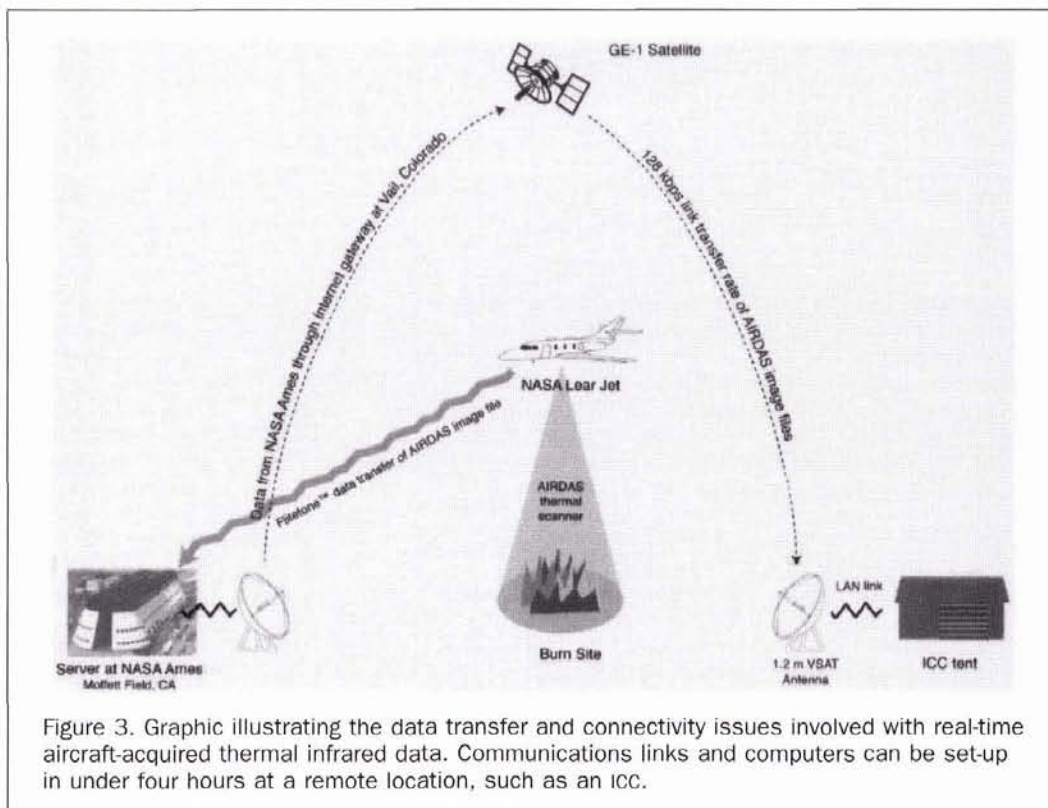 GE-1 Satellite
Data from NASA Ames through Internet gateway at Vail, Colorado
128 kbps link transfer rate of AIRDAS image files
NASA Lear Jet
Flitefone™ data transfer of AIRDAS image file
AIRDAS
thermal
scanner
LAN link
Server at NASA Ames
Moffett Field, CA
Burn Site
1.2 m VSAT
Antenna
ICC tent
Figure 3. Graphic illustrating the data transfer and connectivity issues involved with real-time
aircraft-acquired thermal infrared data. Communications links and computers can be set-up
in under four hours at a remote location, such as an ICC.